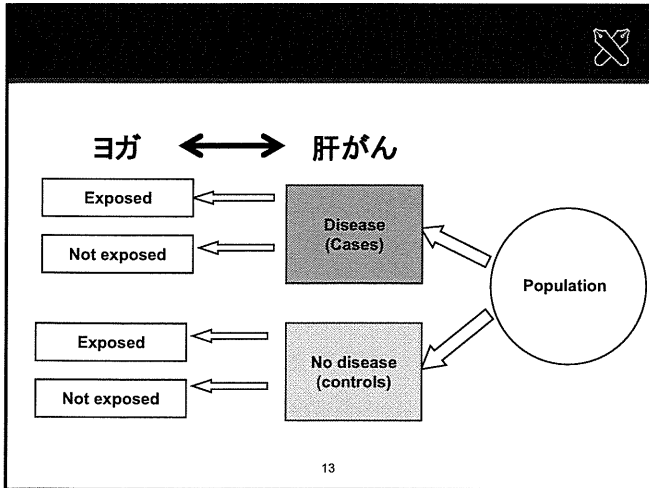 ヨガ 肝がん
Exposed
Not exposed
Disease
(Cases)
Population
Exposed
Not exposed
No disease
(controls)
13